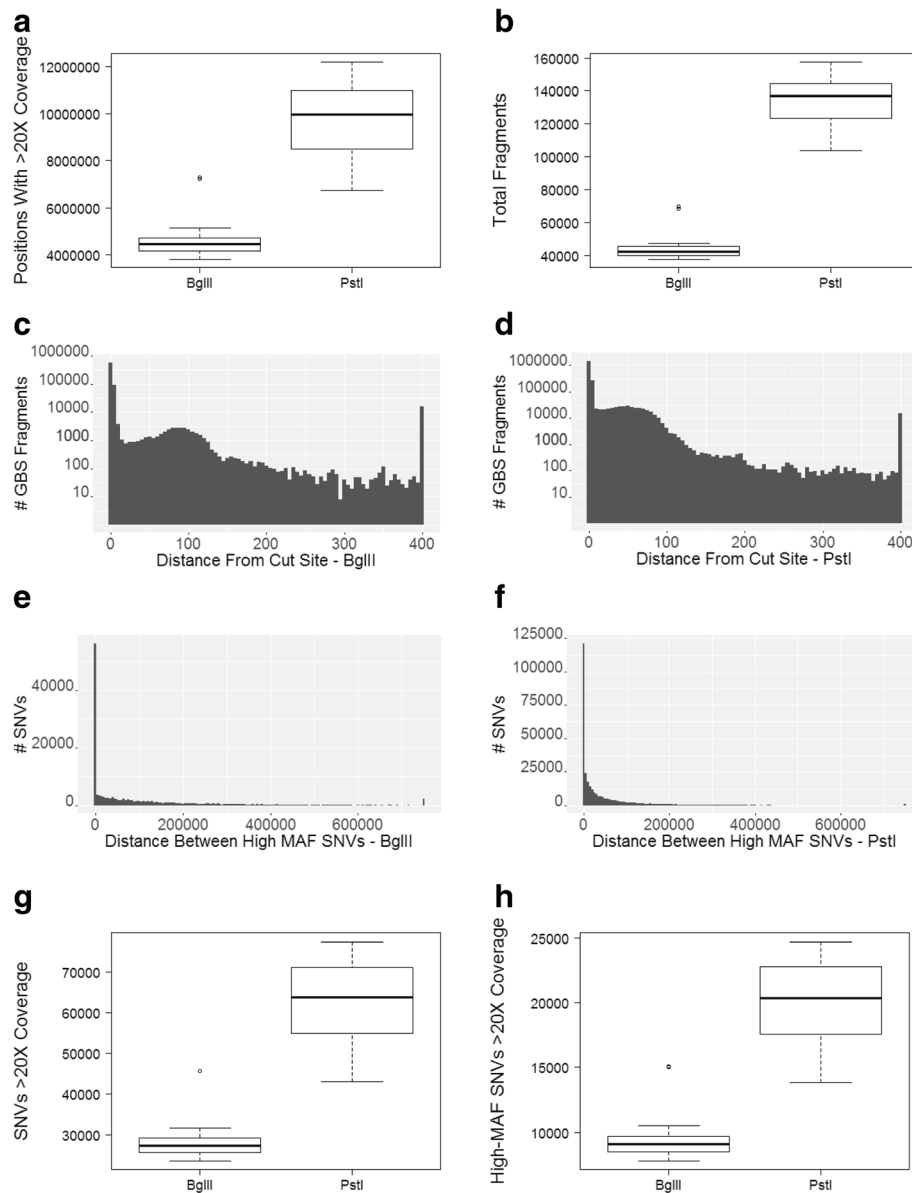 a
Positions With >20X Coverage
12000000
10000000
8000000
6000000
4000000
BglII
PstI
b
Total Fragments
160000
140000
120000
100000
80000
60000
40000
BglII
PstI
c
# GBS Fragments
1000000
100000
10000
1000
100
10
0
100
200
300
400
Distance From Cut Site - BglII
d
# GBS Fragments
1000000
100000
10000
1000
100
10
0
100
200
300
400
Distance From Cut Site - PstI
e
# SNVs
40000
20000
0
0
200000
400000
600000
Distance Between High MAF SNVs - BglII
f
# SNVs
125000
100000
75000
50000
25000
0
0
200000
400000
600000
Distance Between High MAF SNVs - PstI
g
SNVs >20X Coverage
70000
60000
50000
40000
30000
BglII
PstI
h
High-MAF SNVs >20X Coverage
25000
20000
15000
10000
BglII
PstI